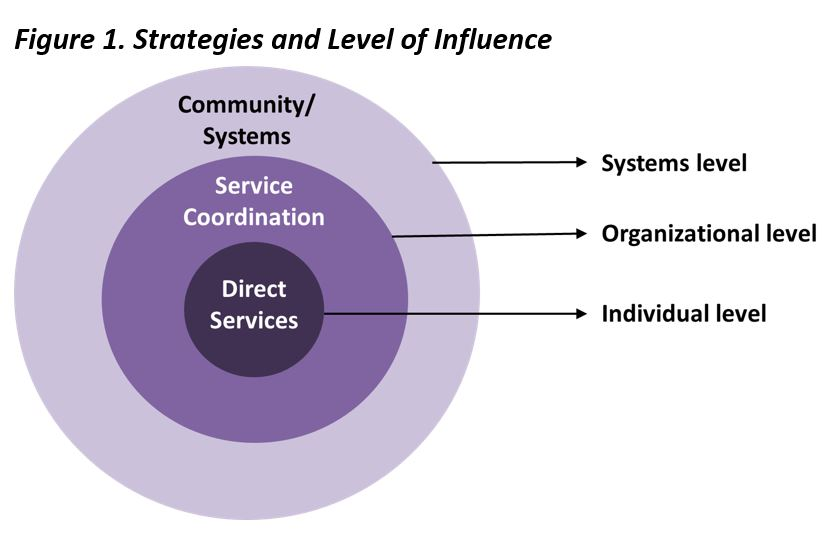 Figure 1. Strategies and Level of Influence
Community/
Systems
Service
Coordination
Direct
Services
Systems level
Organizational level
Individual level